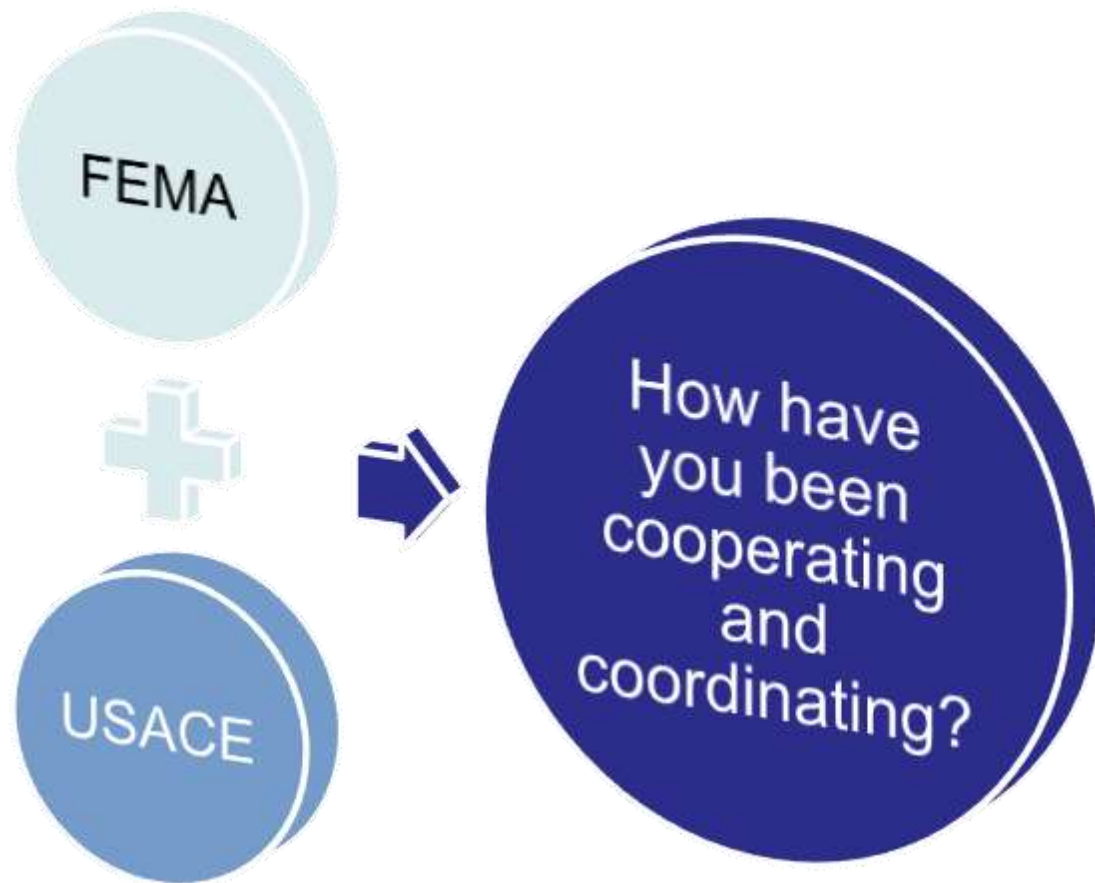 FEMA
USACE
How have
you been
cooperating
and
coordinating?